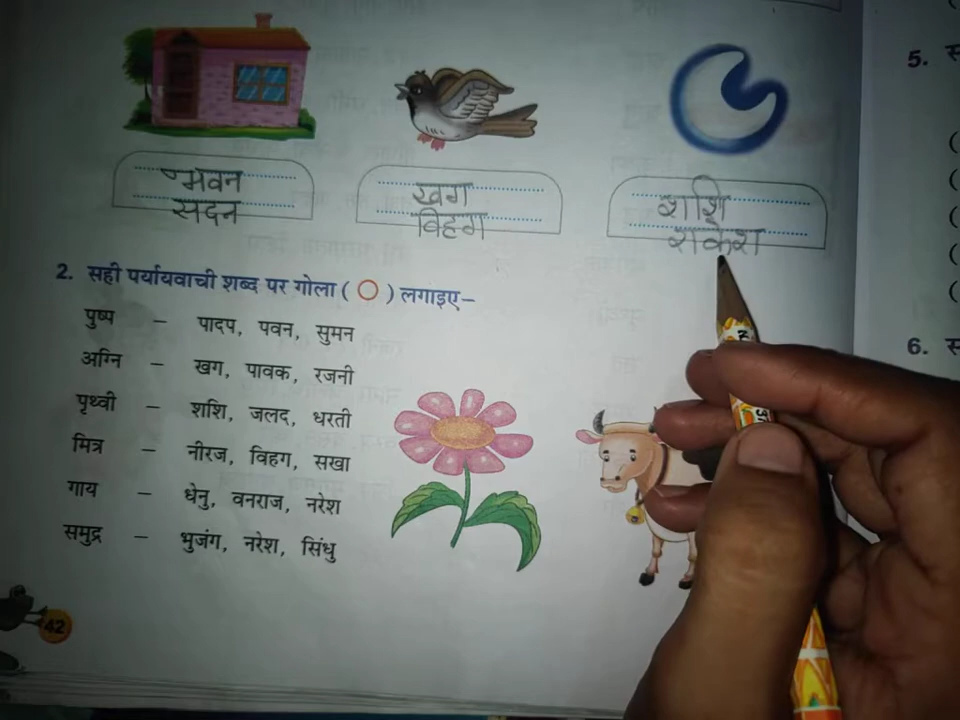 भवन
सदन
खग
विहग
शशि
राकेश
2. सही पर्यायवाची शब्द पर गोला ( ○ ) लगाइए–
पुष्प – पादप, पवन, सुमन
अग्नि – खग, पावक, रजनी
पृथ्वी – शशि, जलद, धरती
मित्र – नीरज, विहग, सखा
गाय – धेनु, वनराज, नरेश
समुद्र – भुजंग, नरेश, सिंधु
42
5.
6.